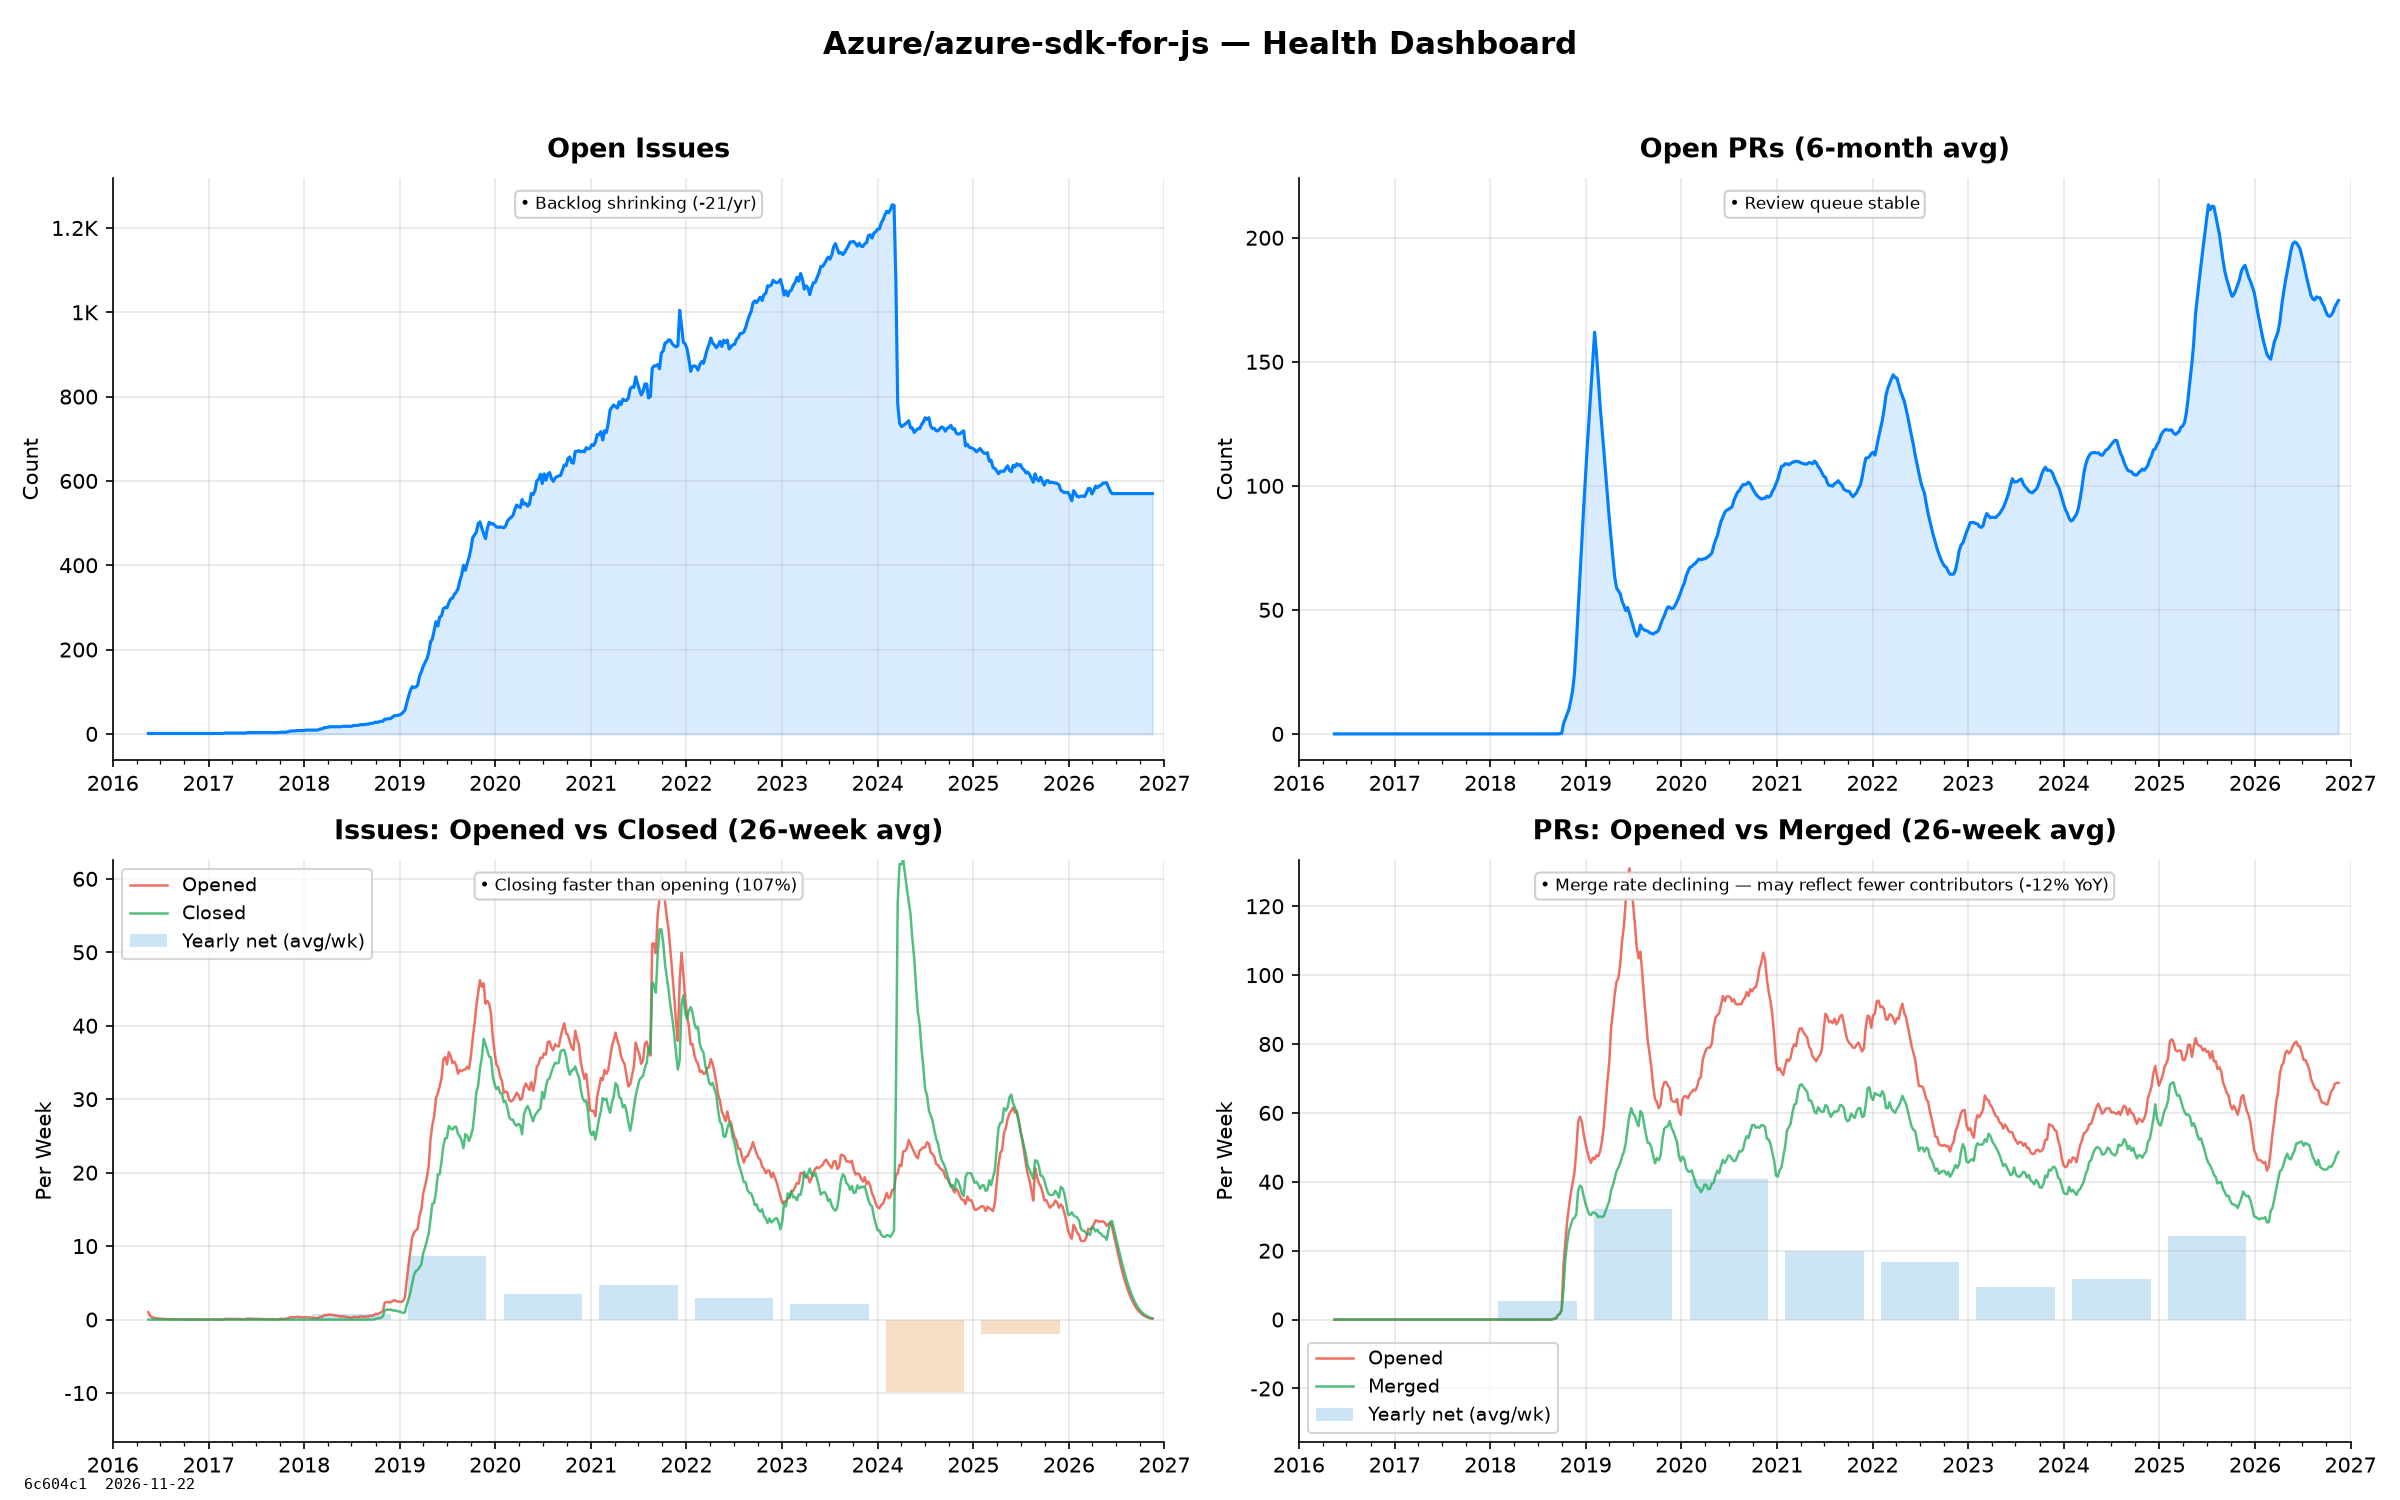 Azure/azure-sdk-for-js — Health Dashboard
Open Issues
• Backlog shrinking (-21/yr)
Count
1.2K
1K
800
600
400
200
0
2016 2017 2018 2019 2020 2021 2022 2023 2024 2025 2026 2027
Open PRs (6-month avg)
• Review queue stable
Count
200
150
100
50
0
2016 2017 2018 2019 2020 2021 2022 2023 2024 2025 2026 2027
Issues: Opened vs Closed (26-week avg)
Opened
Closed
Yearly net (avg/wk)
• Closing faster than opening (107%)
Per Week
60
50
40
30
20
10
0
-10
2016 2017 2018 2019 2020 2021 2022 2023 2024 2025 2026 2027
PRs: Opened vs Merged (26-week avg)
• Merge rate declining — may reflect fewer contributors (-12% YoY)
Per Week
120
100
80
60
40
20
0
-20
Opened
Merged
Yearly net (avg/wk)
2016 2017 2018 2019 2020 2021 2022 2023 2024 2025 2026 2027
6c604c1 2026-11-22